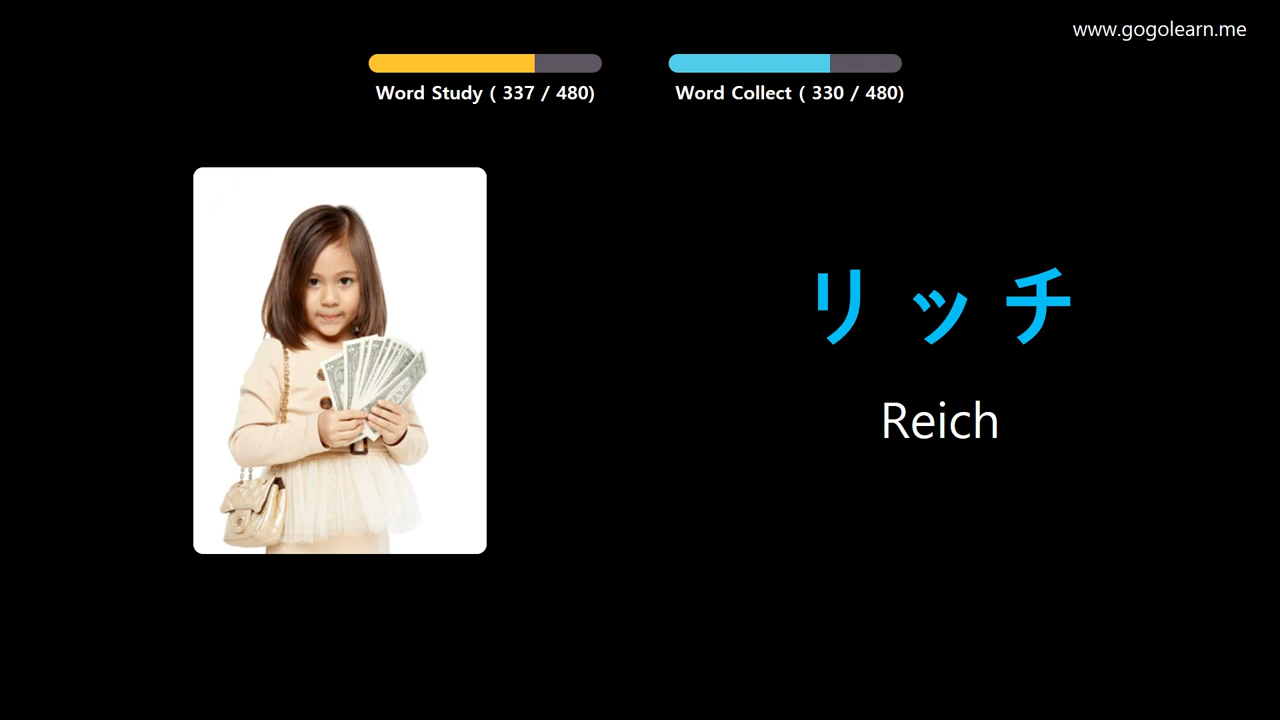 www.gogolearn.me
Word Study ( 337 / 480)
Word Collect ( 330 / 480)
リッチ
Reich